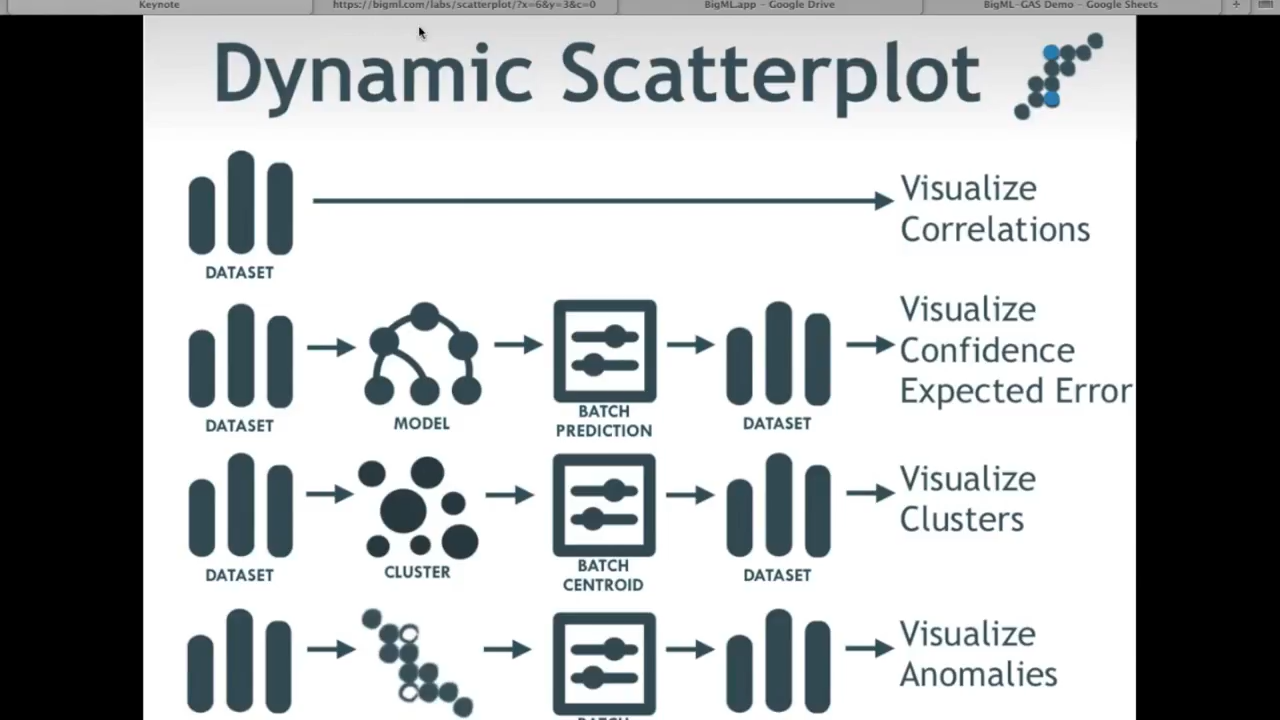 Keynote
https://bigml.com/labs/scatterplot/?x=6&y=3&c=0
BigML.app – Google Drive
BigML-GAS Demo – Google Sheets
+
Dynamic Scatterplot
Visualize
Correlations
DATASET
Visualize
Confidence
Expected Error
DATASET
MODEL
BATCH
PREDICTION
DATASET
Visualize
Clusters
DATASET
CLUSTER
BATCH
CENTROID
DATASET
Visualize
Anomalies
BATCH